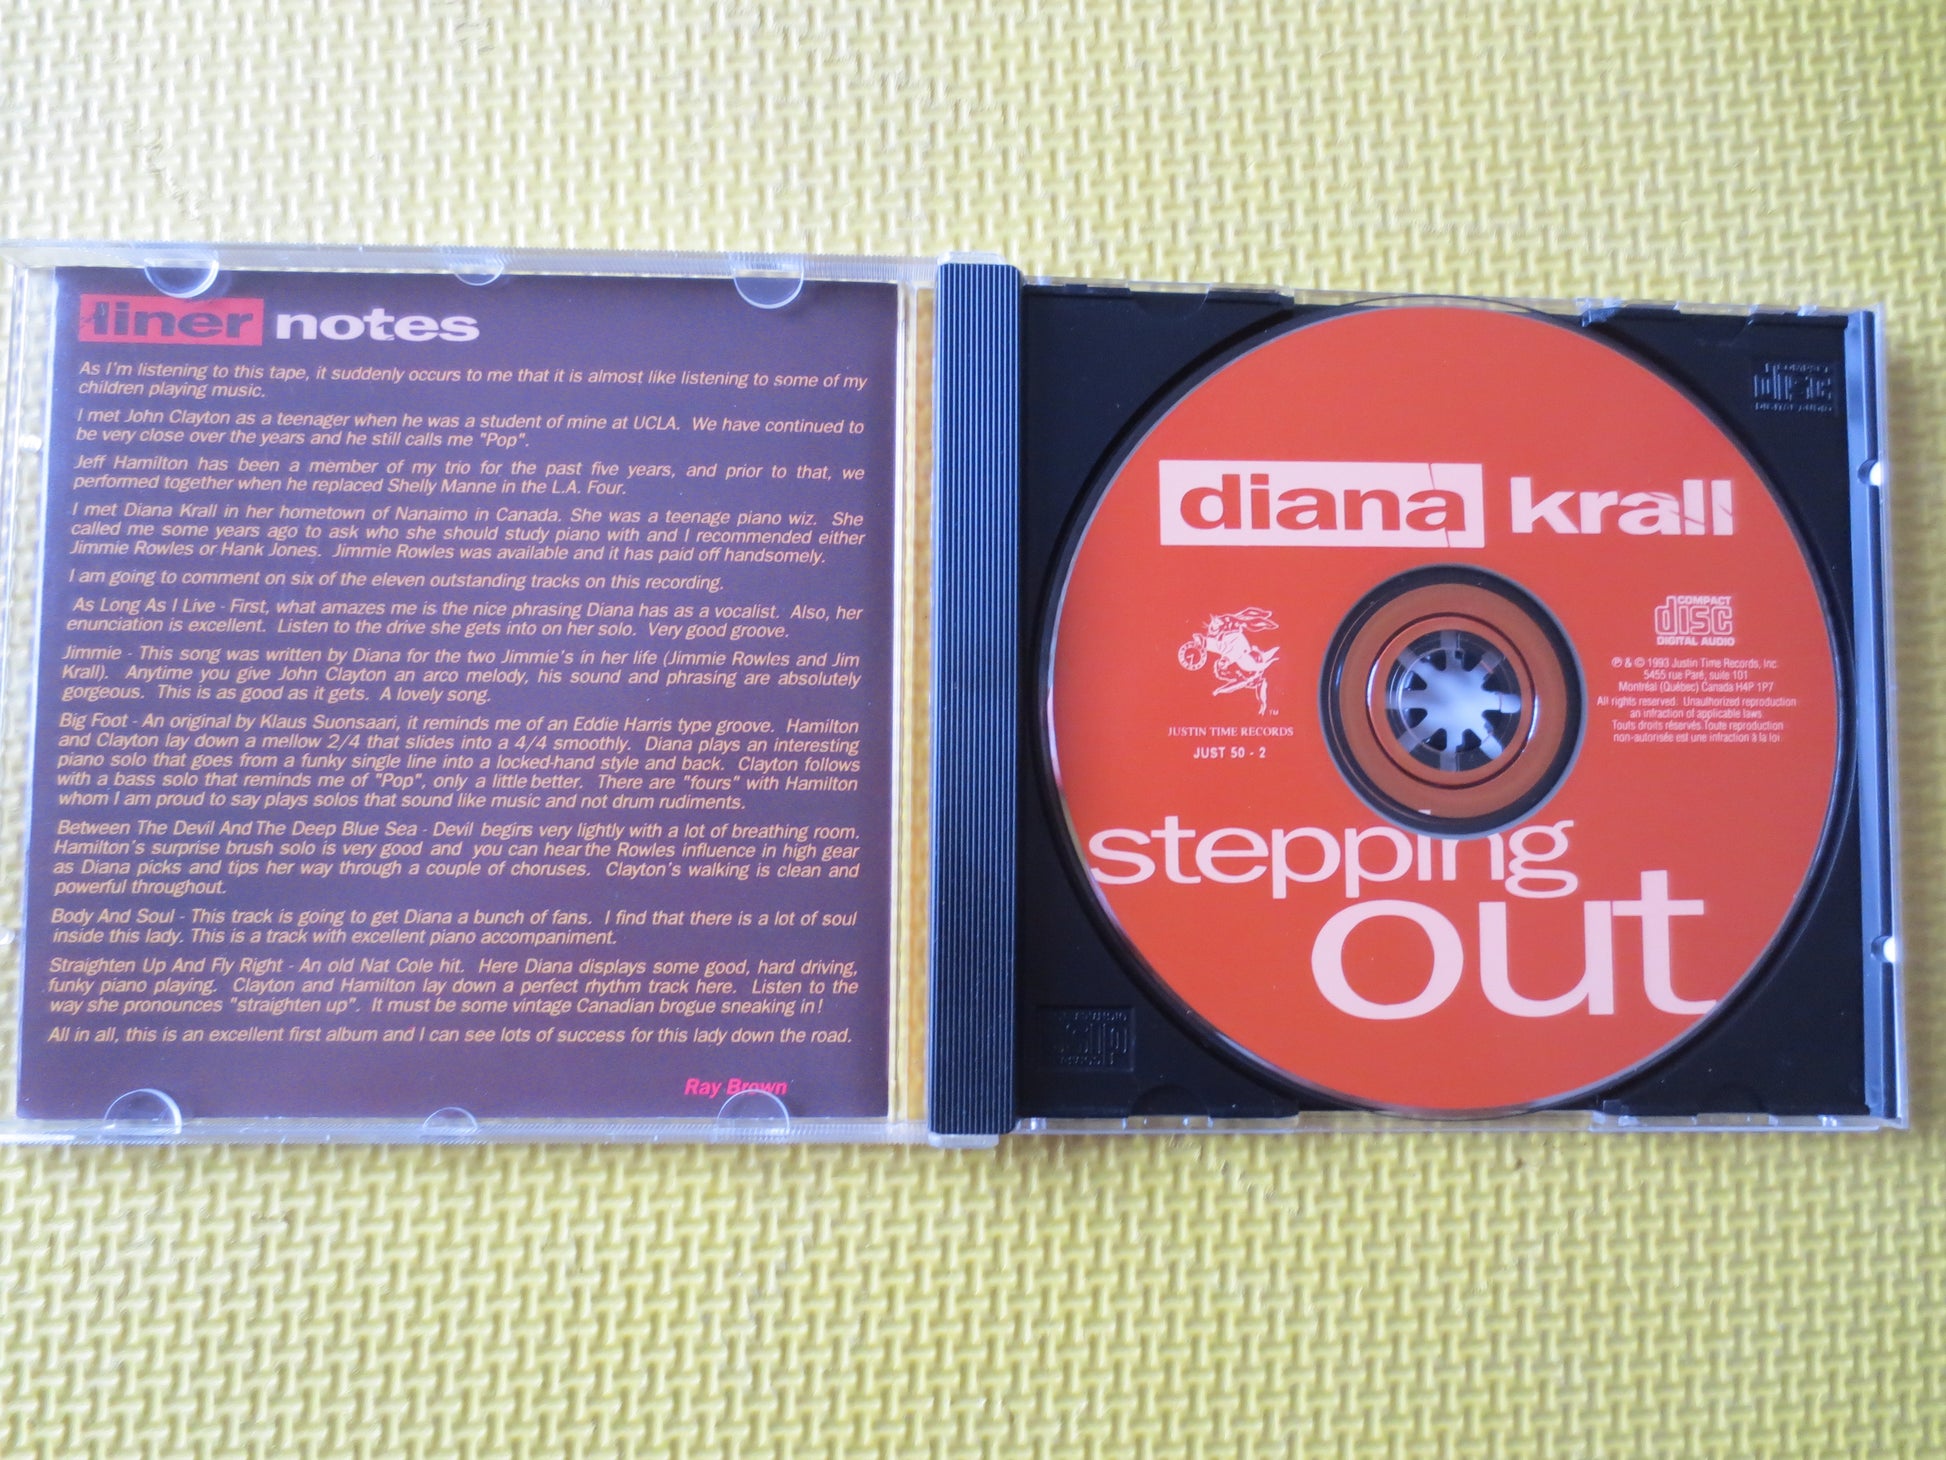 liner notes
As I'm listening to this tape, it suddenly occurs to me that it is almost like listening to some of my
children playing music.
I met John Clayton as a teenager when he was a student of mine at UCLA. We have continued to
be very close over the years and he still calls me "Pop".
Jeff Hamilton has been a member of my trio for the past five years, and prior to that, we
performed together when he replaced Shelly Manne in the L.A. Four.
I met Diana Krall in her hometown of Nanaimo in Canada. She was a teenage piano wiz. She
called me some years ago to ask who she should study piano with and I recommended either
Jimmie Rowles or Hank Jones. Jimmie Rowles was available and it has paid off handsomely.
I am going to comment on six of the eleven outstanding tracks on this recording.
As Long As I Live - First, what amazes me is the nice phrasing Diana has as a vocalist. Also, her
enunciation is excellent. Listen to the drive she gets into on her solo. Very good groove.
Jimmie - This song was written by Diana for the two Jimmie's in her life (Jimmie Rowles and Jim
Krall). Anytime you give John Clayton an arco melody, his sound and phrasing are absolutely
gorgeous. This is as good as it gets. A lovely song.
Big Foot - An original by Klaus Suonsaari, it reminds me of an Eddie Harris type groove. Hamilton
and Clayton lay down a mellow 2/4 that slides into a 4/4 smoothly. Diana plays an interesting
piano solo that goes from a funky single line into a locked-hand style and back. Clayton follows
with a bass solo that reminds me of "Pop", only a little better. There are "fours" with Hamilton
whom I am proud to say plays solos that sound like music and not drum rudiments.
Between The Devil And The Deep Blue Sea - Devil begins very lightly with a lot of breathing room.
Hamilton's surprise brush solo is very good and you can hear the Rowles influence in high gear
as Diana picks and tips her way through a couple of choruses. Clayton's walking is clean and
powerful throughout.
Body And Soul - This track is going to get Diana a bunch of fans. I find that there is a lot of soul
inside this lady. This is a track with excellent piano accompaniment.
Straighten Up And Fly Right - An old Nat Cole hit. Here Diana displays some good, hard driving,
funky piano playing. Clayton and Hamilton lay down a perfect rhythm track here. Listen to the
way she pronounces "straighten up". It must be some vintage Canadian brogue sneaking in!
All in all, this is an excellent first album and I can see lots of success for this lady down the road.
Ray Brown
COMPACT
disc
DIGITAL AUDIO
diana krall
COMPACT
disc
DIGITAL AUDIO
℗ & © 1993 Justin Time Records, Inc.
5455 rue Paré, suite 101
Montréal (Québec) Canada H4P 1P7
All rights reserved. Unauthorized reproduction
an infraction of applicable laws.
Touts droits réservés.Toute reproduction
non-autorisée est une infraction à la loi
TM
JUSTIN TIME RECORDS
JUST 50 - 2
stepping
out